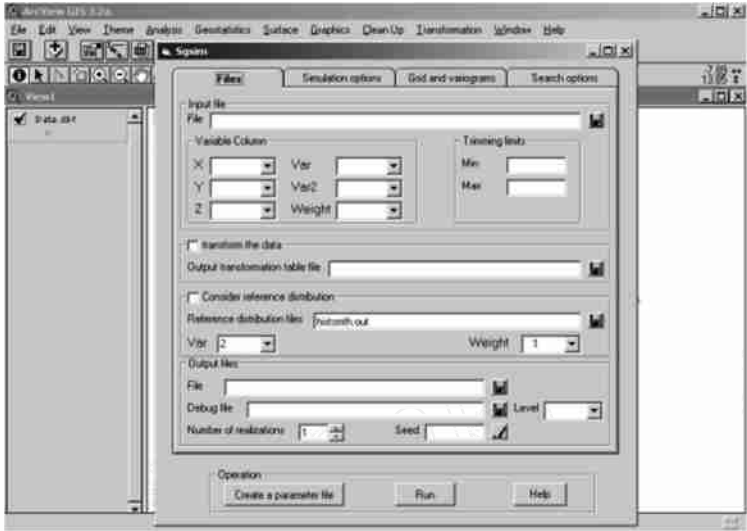 ArcView GIS 3.2a
File Edit View Theme Analysis Geostatistics Surface Graphics Clean Up Transformation Window Help
Sgsim
View1
Data.dbf
Files Simulation options Grid and variograms Search options
Input file
File
Variable Column
Trimming limits
X Var Min
Y Var2 Max
Z Weight
transform the data
Output transformation table file
Consider reference distribution
Reference distribution files histsmth.out
Var 2 Weight 1
Output files
File
Debug file Level
Number of realizations 1 Seed
Operation
Create a parameter file Run Help